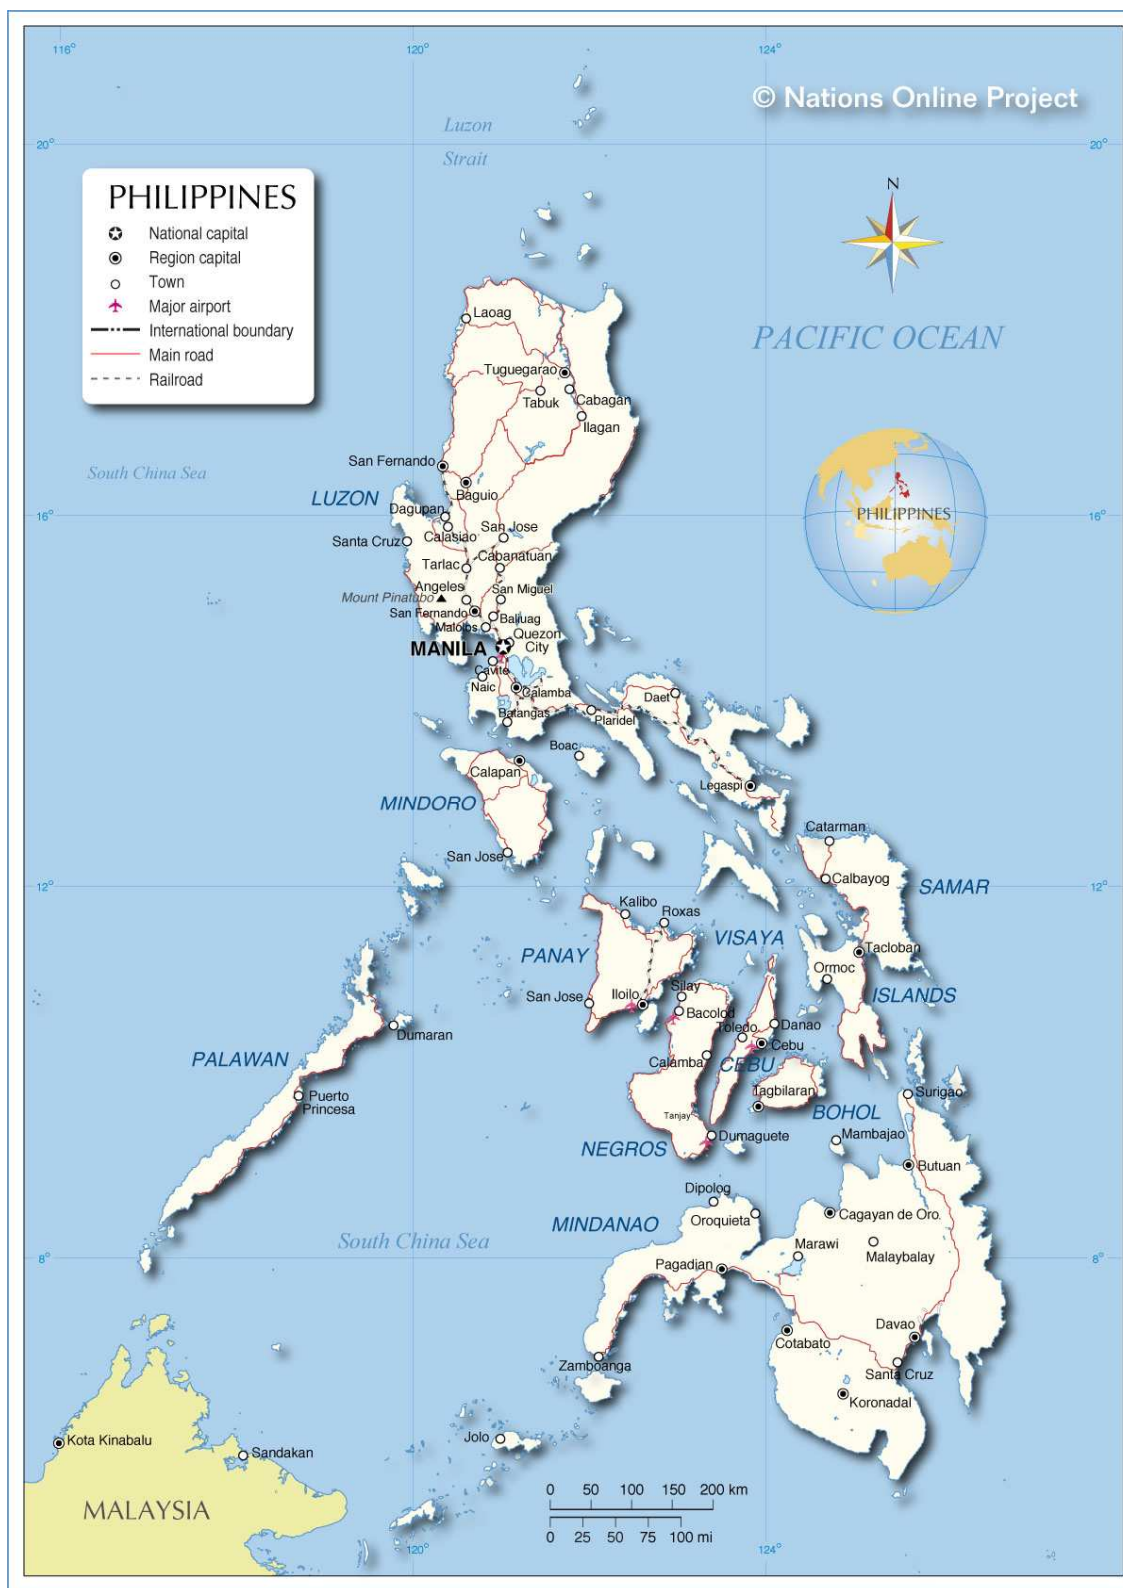 116°
120°
124°
© Nations Online Project
Luzon
Strait
20°
20°
PHILIPPINES
National capital
Region capital
Town
Major airport
International boundary
Main road
Railroad
N
PACIFIC OCEAN
Laoag
Tuguegarao
Cabagan
Tabuk
Ilagan
San Fernando
South China Sea
Baguio
LUZON
PHILIPPINES
Dagupan
16°
16°
Calasiao
San Jose
Santa Cruz
Cabanatuan
Tarlac
Angeles
San Miguel
Mount Pinatubo
San Fernando
Baliuag
Malolos
Quezon
City
MANILA
Cavite
Naic
Calamba
Daet
Batangas
Plaridel
Boac
Calapan
Legaspi
MINDORO
Catarman
San Jose
Calbayog
12°
12°
SAMAR
Kalibo
Roxas
VISAYA
PANAY
Tacloban
Ormoc
Silay
Iloilo
San Jose
ISLANDS
Bacolod
Danao
Toledo
Dumaran
Cebu
PALAWAN
Calamba
CEBU
Tagbilaran
Surigao
Puerto
Princesa
BOHOL
Tanjay
Dumaguete
Mambajao
NEGROS
Butuan
Dipolog
Oroquieta
Cagayan de Oro.
MINDANAO
South China Sea
Marawi
Malaybalay
8°
8°
Pagadian
Davao
Cotabato
Zamboanga
Santa Cruz
Koronadal
Jolo
Kota Kinabalu
Sandakan
MALAYSIA
0 50 100 150 200 km
0 25 50 75 100 mi
120°
124°